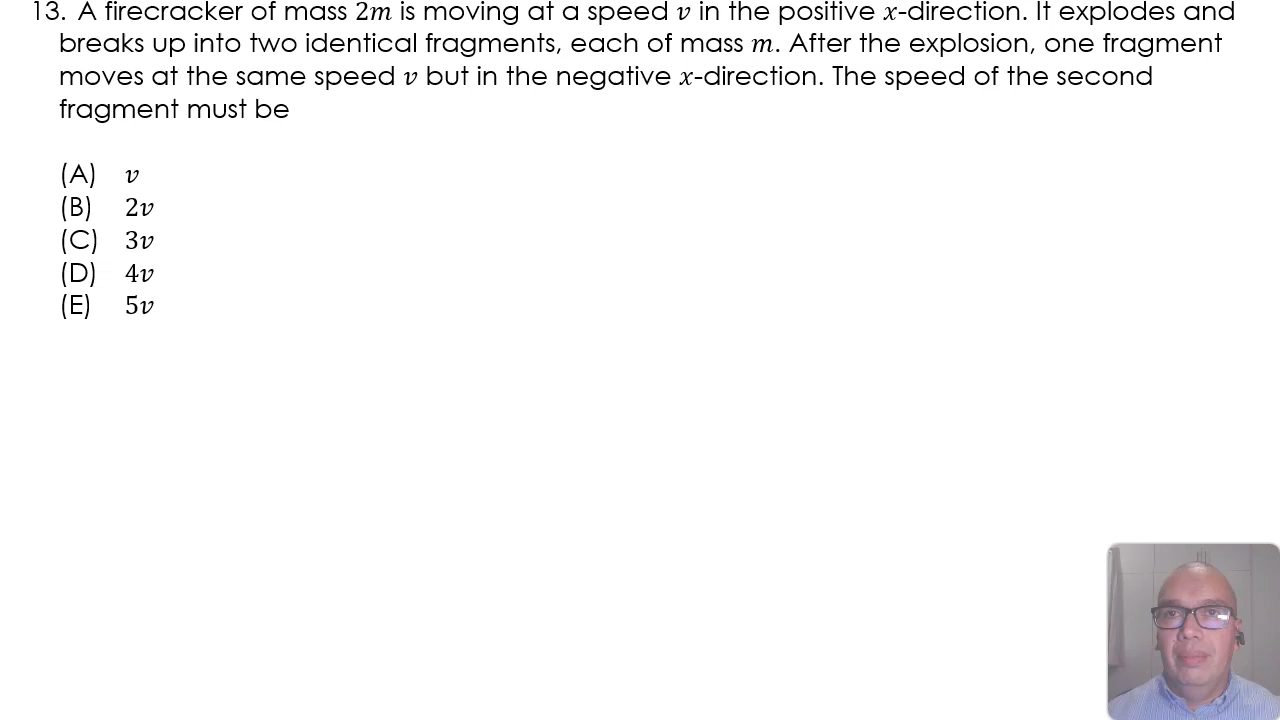 13. A firecracker of mass 2m is moving at a speed v in the positive x-direction. It explodes and
breaks up into two identical fragments, each of mass m. After the explosion, one fragment
moves at the same speed v but in the negative x-direction. The speed of the second
fragment must be
(A) v
(B) 2v
(C) 3v
(D) 4v
(E) 5v